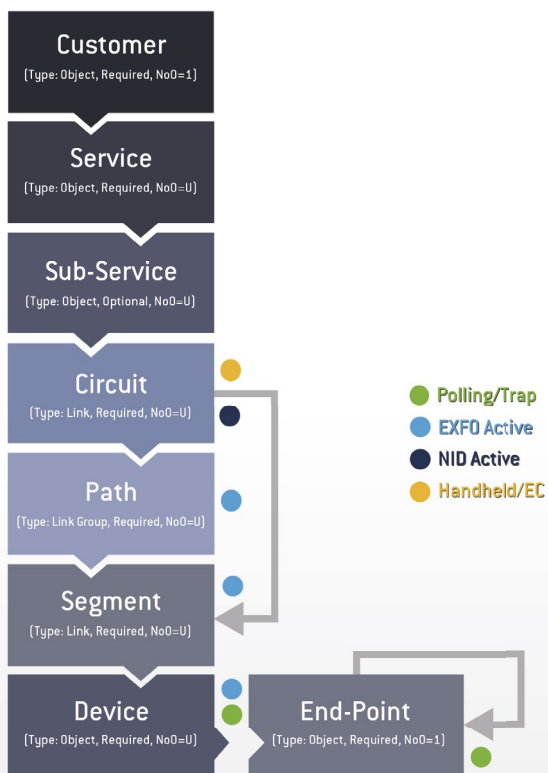 Customer
(Type: Object, Required, NoO=1)
Service
(Type: Object, Required, NoO=U)
Sub-Service
(Type: Object, Optional, NoO=U)
Circuit
(Type: Link, Required, NoO=U)
Path
(Type: Link Group, Required, NoO=U)
Segment
(Type: Link, Required, NoO=U)
Device
(Type: Object, Required, NoO=U)
End-Point
(Type: Object, Required, NoO=1)
Polling/Trap
EXFO Active
NID Active
Handheld/EC